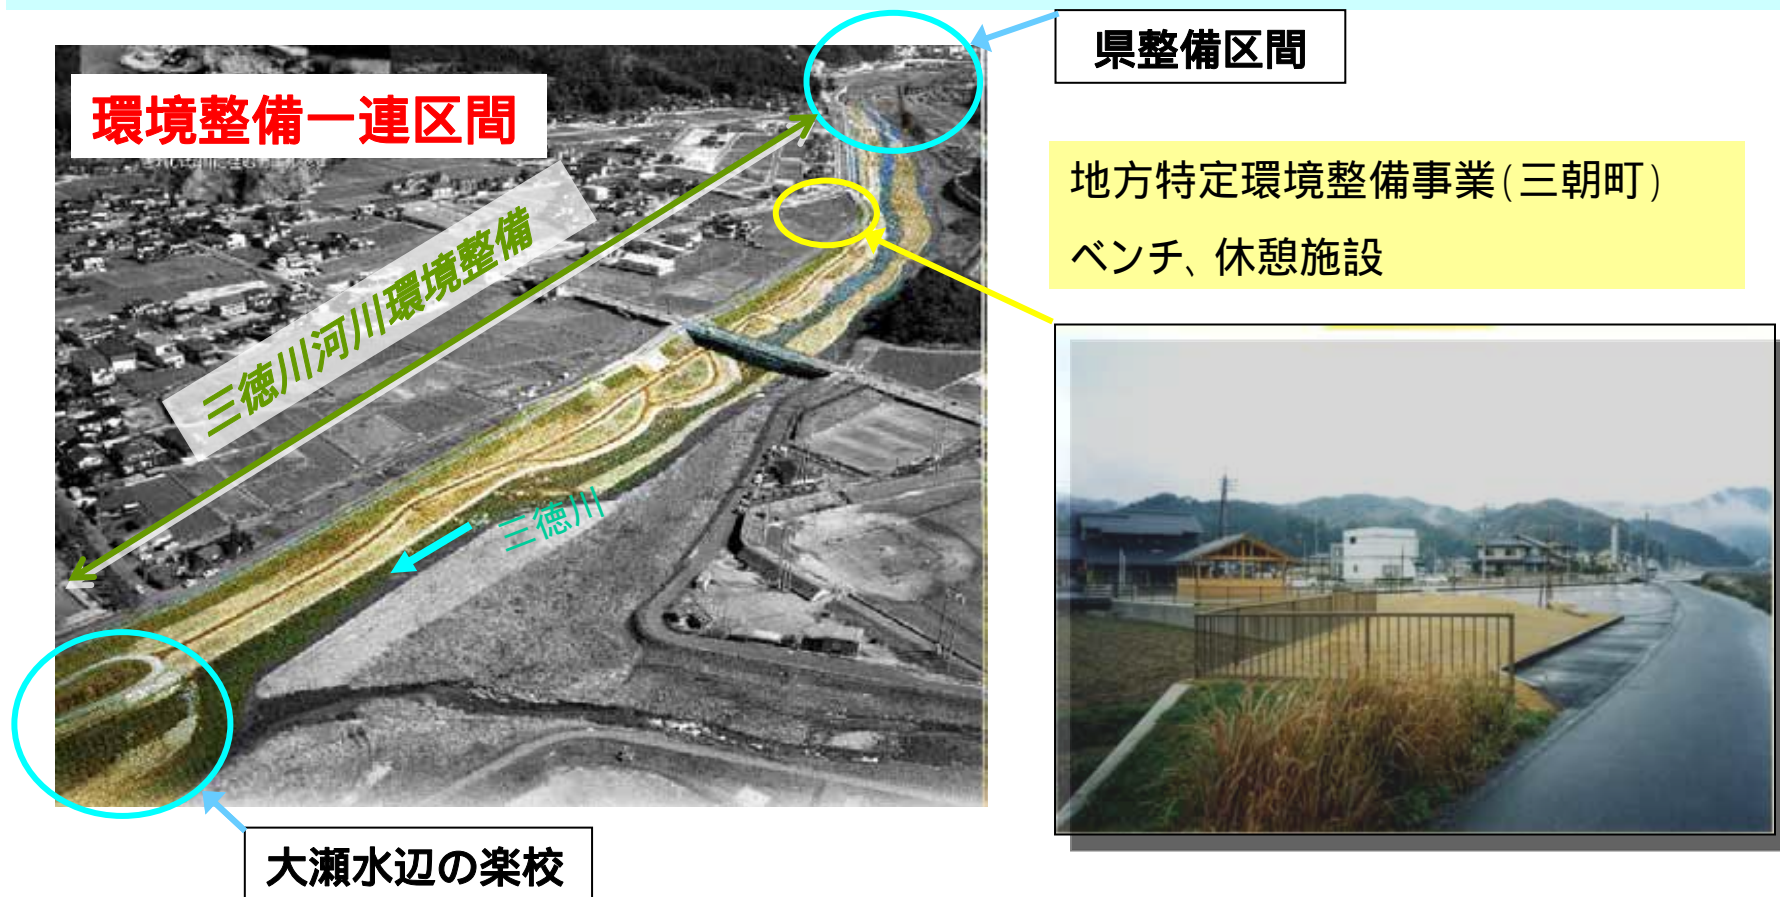 県整備区間
環境整備一連区間
地方特定環境整備事業(三朝町)
ベンチ、休憩施設
三徳川河川環境整備
三徳川
大瀬水辺の楽校